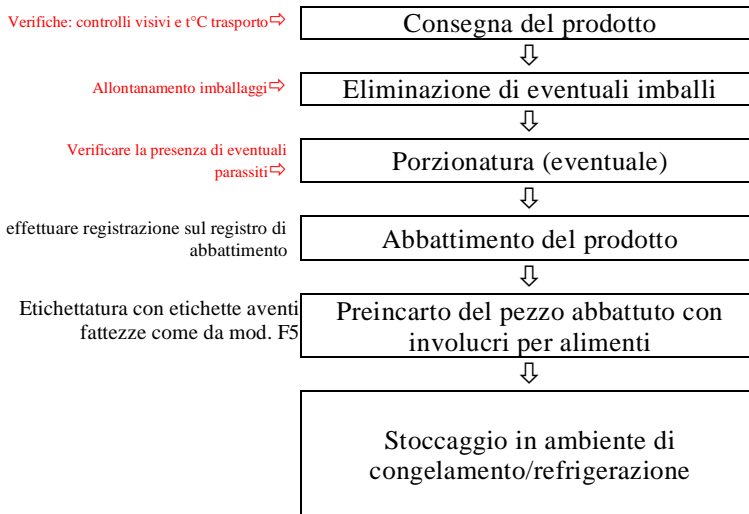 Verifiche: controlli visivi e t°C trasporto⇨
Consegna del prodotto
⇩
Allontanamento imballaggi⇨
Eliminazione di eventuali imballi
⇩
Verificare la presenza di eventuali
parassiti⇨
Porzionatura (eventuale)
⇩
effettuare registrazione sul registro di
abbattimento
Abbattimento del prodotto
⇩
Etichettatura con etichette aventi
fattezze come da mod. F5
Preincarto del pezzo abbattuto con
involucri per alimenti
⇩
Stoccaggio in ambiente di
congelamento/refrigerazione